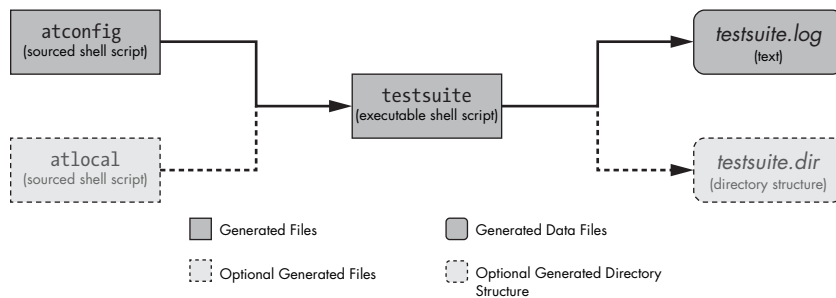 atconfig
(sourced shell script)
testsuite.log
(text)
testsuite
(executable shell script)
atlocal
(sourced shell script)
testsuite.dir
(directory structure)
Generated Files
Generated Data Files
Optional Generated Files
Optional Generated Directory
Structure